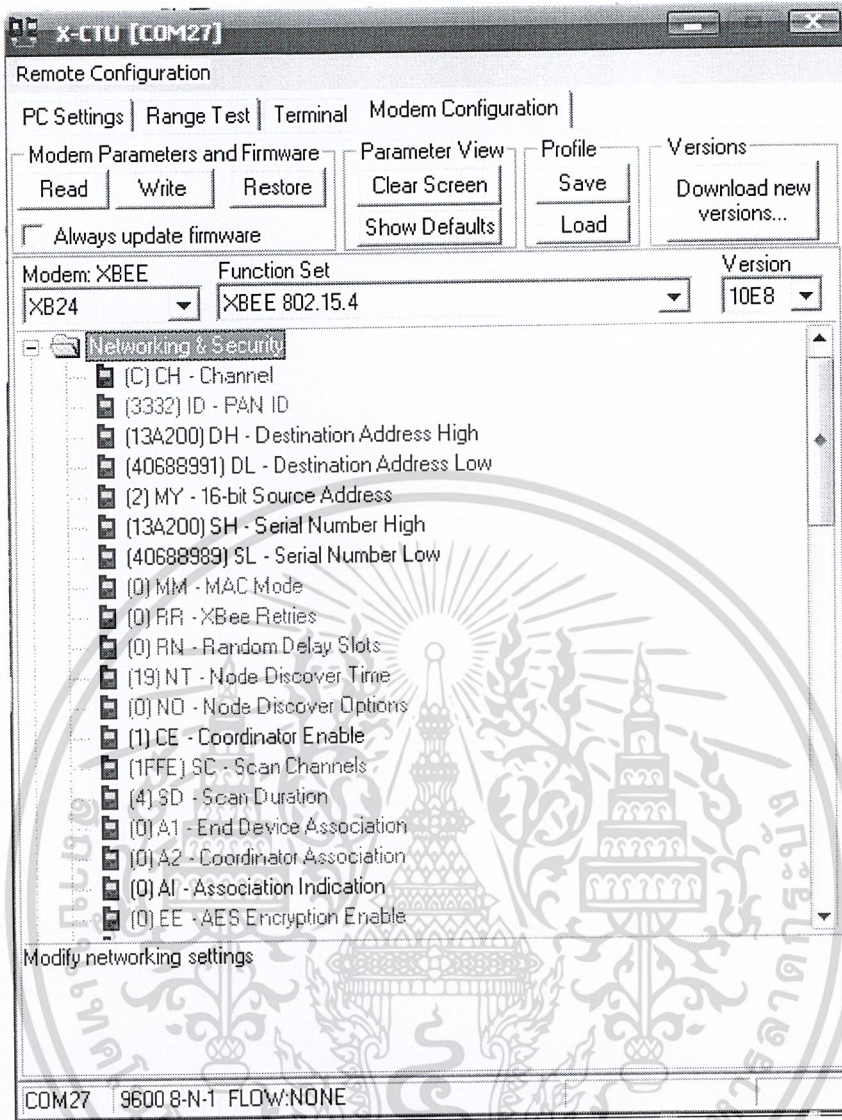 X-CTU [COM27]
Remote Configuration
PC Settings Range Test Terminal Modem Configuration
Modem Parameters and Firmware Parameter View Profile Versions
Read Write Restore Clear Screen Save Download new versions...
Always update firmware Show Defaults Load
Modem: XBEE Function Set Version
XB24 XBEE 802.15.4 10E8
Networking & Security
(C) CH - Channel
(3332) ID - PAN ID
(13A200) DH - Destination Address High
(40688991) DL - Destination Address Low
(2) MY - 16-bit Source Address
(13A200) SH - Serial Number High
(40688989) SL - Serial Number Low
(0) MM - MAC Mode
(0) RR - XBee Retries
(0) RN - Random Delay Slots
(19) NT - Node Discover Time
(0) NO - Node Discover Options
(1) CE - Coordinator Enable
(1FFE) SC - Scan Channels
(4) SD - Scan Duration
(0) A1 - End Device Association
(0) A2 - Coordinator Association
(0) AI - Association Indication
(0) EE - AES Encryption Enable
Modify networking settings
COM27 9600 8-N-1 FLOW:NONE